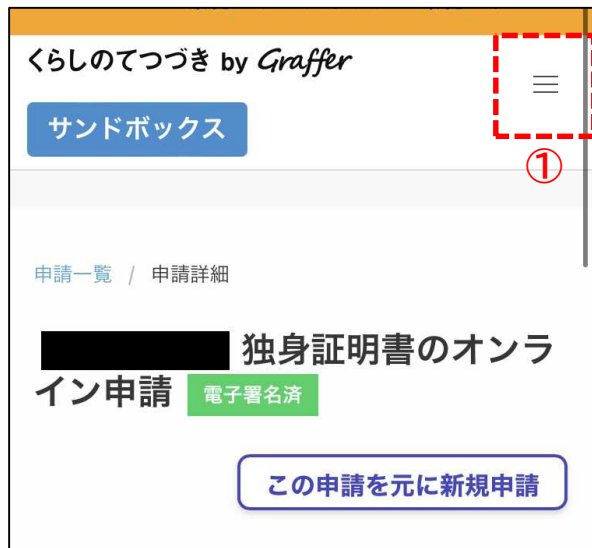 くらしのてつづき by Graffer
サンドボックス
①
申請一覧 / 申請詳細
独身証明書のオンラ
イン申請 電子署名済
この申請を元に新規申請